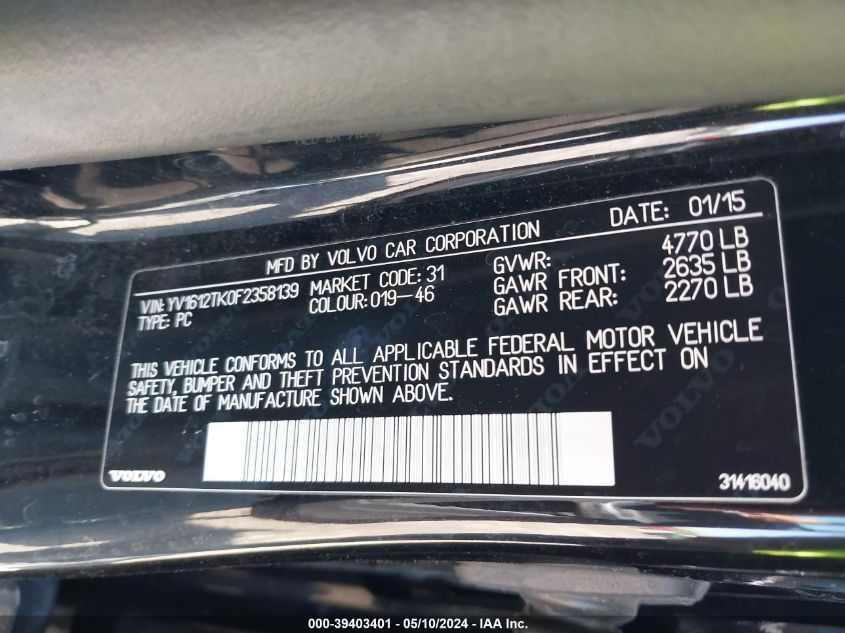 MFD BY VOLVO CAR CORPORATION DATE: 01/15
VIN: YV1612TK0F2358139 MARKET CODE: 31 GVWR: 4770 LB
TYPE: PC COLOUR: 019-46 GAWR FRONT: 2635 LB
GAWR REAR: 2270 LB
THIS VEHICLE CONFORMS TO ALL APPLICABLE FEDERAL MOTOR VEHICLE
SAFETY, BUMPER AND THEFT PREVENTION STANDARDS IN EFFECT ON
THE DATE OF MANUFACTURE SHOWN ABOVE.
VOLVO 31416040
000-39403401 - 05/10/2024 - IAA Inc.